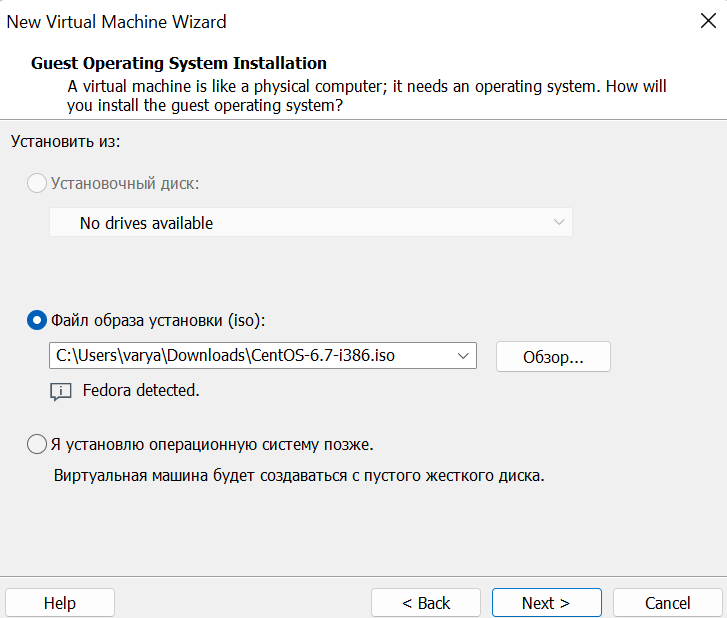 New Virtual Machine Wizard
Guest Operating System Installation
A virtual machine is like a physical computer; it needs an operating system. How will
you install the guest operating system?
Установить из:
Установочный диск:
No drives available
Файл образа установки (iso):
C:\Users\varya\Downloads\CentOS-6.7-i386.iso
Обзор...
Fedora detected.
Я установлю операционную систему позже.
Виртуальная машина будет создаваться с пустого жесткого диска.
Help
< Back
Next >
Cancel